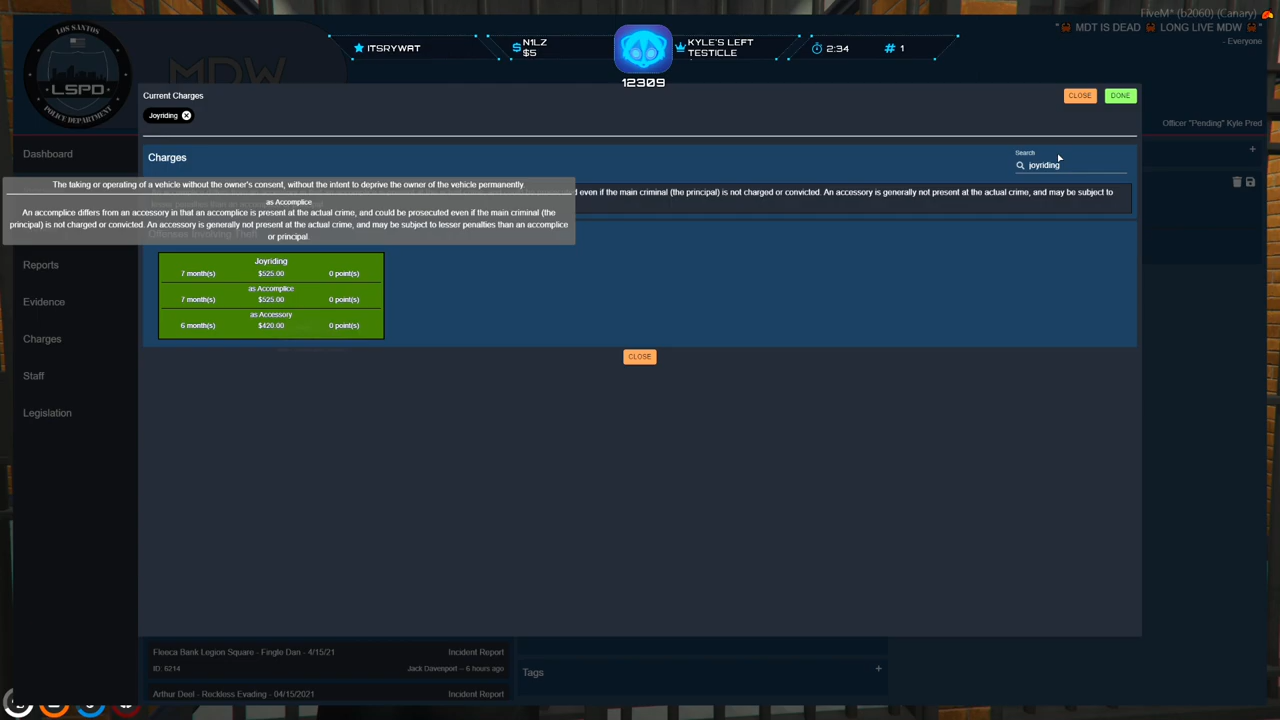 FiveM* (b2060) (Canary)
" MDT IS DEAD LONG LIVE MDW "
- Everyone
LOS SANTOS
LSPD
POLICE DEPARTMENT
MDW
ITSRYWAT
N1LZ
$5
KYLE'S LEFT
TESTICLE
2:34
# 1
12309
Current Charges
CLOSE
DONE
Joyriding
Officer "Pending" Kyle Pred
Dashboard
Charges
Search
joyriding
The taking or operating of a vehicle without the owner's consent, without the intent to deprive the owner of the vehicle permanently.
as Accomplice
An accomplice differs from an accessory in that an accomplice is present at the actual crime, and could be prosecuted even if the main criminal (the
principal) is not charged or convicted. An accessory is generally not present at the actual crime, and may be subject to lesser penalties than an accomplice
or principal.
even if the main criminal (the principal) is not charged or convicted. An accessory is generally not present at the actual crime, and may be subject to
Offenses Involving Theft
Joyriding
7 month(s) $525.00 0 point(s)
as Accomplice
7 month(s) $525.00 0 point(s)
as Accessory
6 month(s) $420.00 0 point(s)
CLOSE
Reports
Evidence
Charges
Staff
Legislation
Fleeca Bank Legion Square - Fingle Dan - 4/15/21 Incident Report
ID: 6214 Jack Davenport -- 6 hours ago
Arthur Deel - Reckless Evading - 04/15/2021 Incident Report
Tags